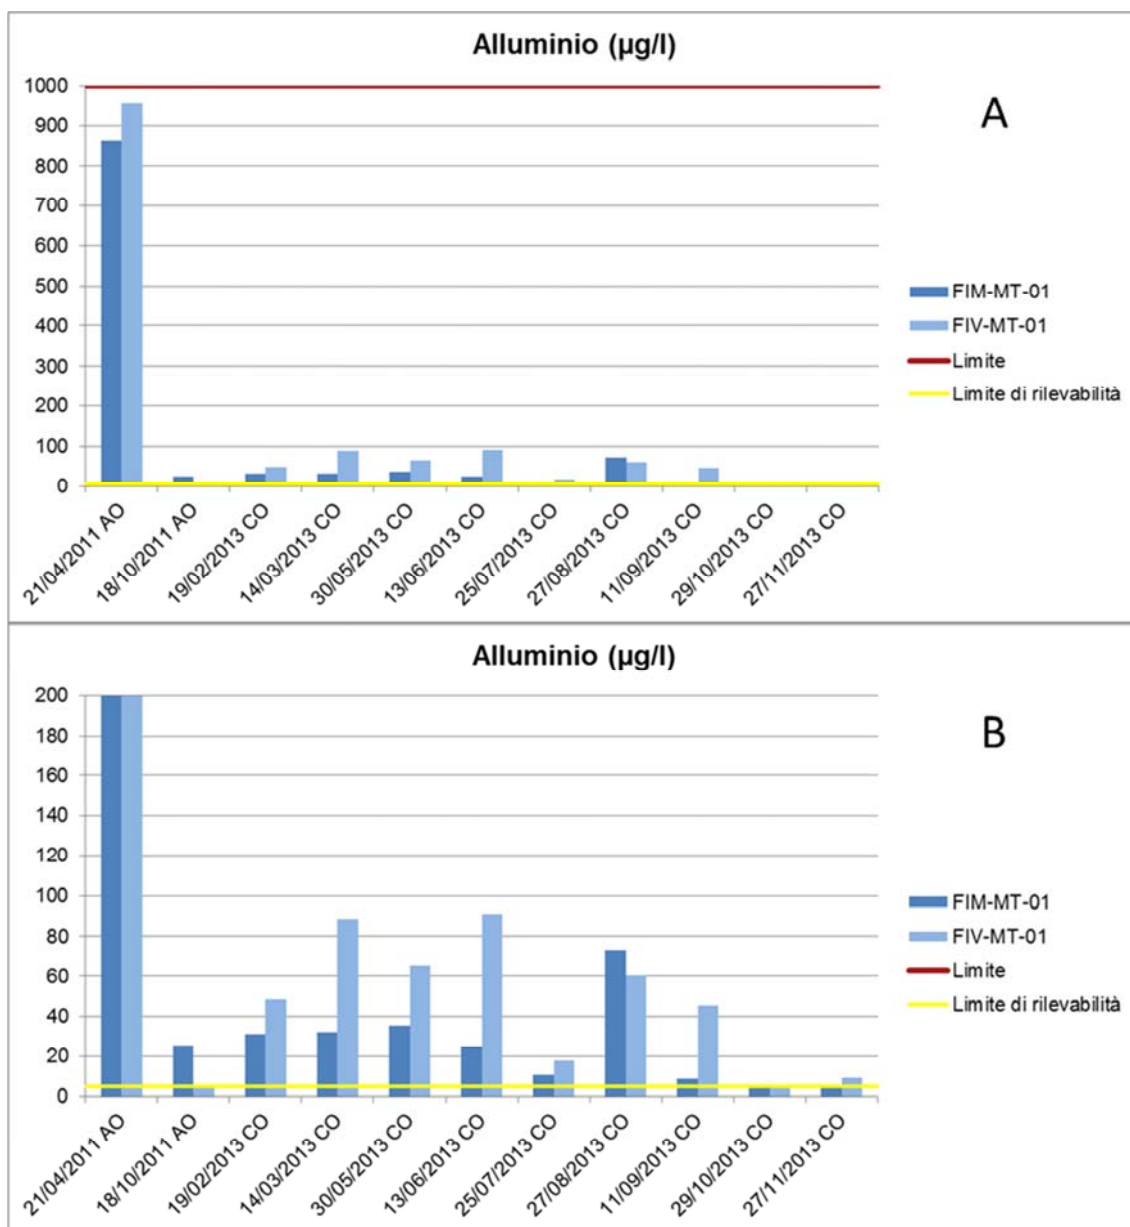 Alluminio (µg/l)
A
1000
900
800
700
600
500
400
300
200
100
0
21/04/2011 AO
18/10/2011 AO
19/02/2013 CO
14/03/2013 CO
30/05/2013 CO
13/06/2013 CO
25/07/2013 CO
27/08/2013 CO
11/09/2013 CO
29/10/2013 CO
27/11/2013 CO
FIM-MT-01
FIV-MT-01
Limite
Limite di rilevabilità
Alluminio (µg/l)
B
200
180
160
140
120
100
80
60
40
20
0
21/04/2011 AO
18/10/2011 AO
19/02/2013 CO
14/03/2013 CO
30/05/2013 CO
13/06/2013 CO
25/07/2013 CO
27/08/2013 CO
11/09/2013 CO
29/10/2013 CO
27/11/2013 CO
FIM-MT-01
FIV-MT-01
Limite
Limite di rilevabilità